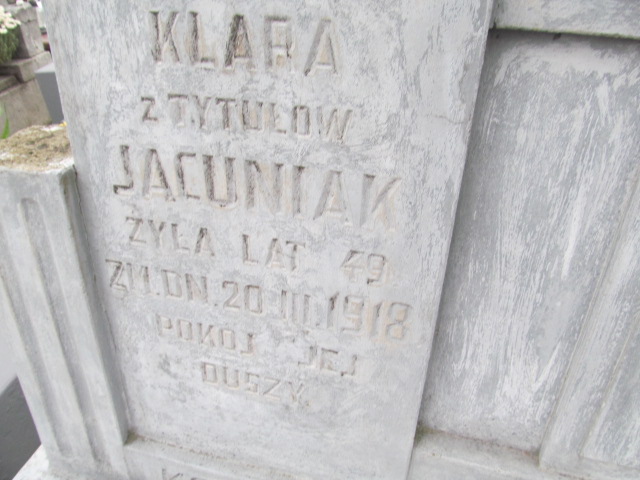 KLARA
z TYTUŁÓW
JACUNIAK
ŻYŁA LAT 49
ZM.DN.20 III.1918
POKÓJ JEJ
DUSZY.